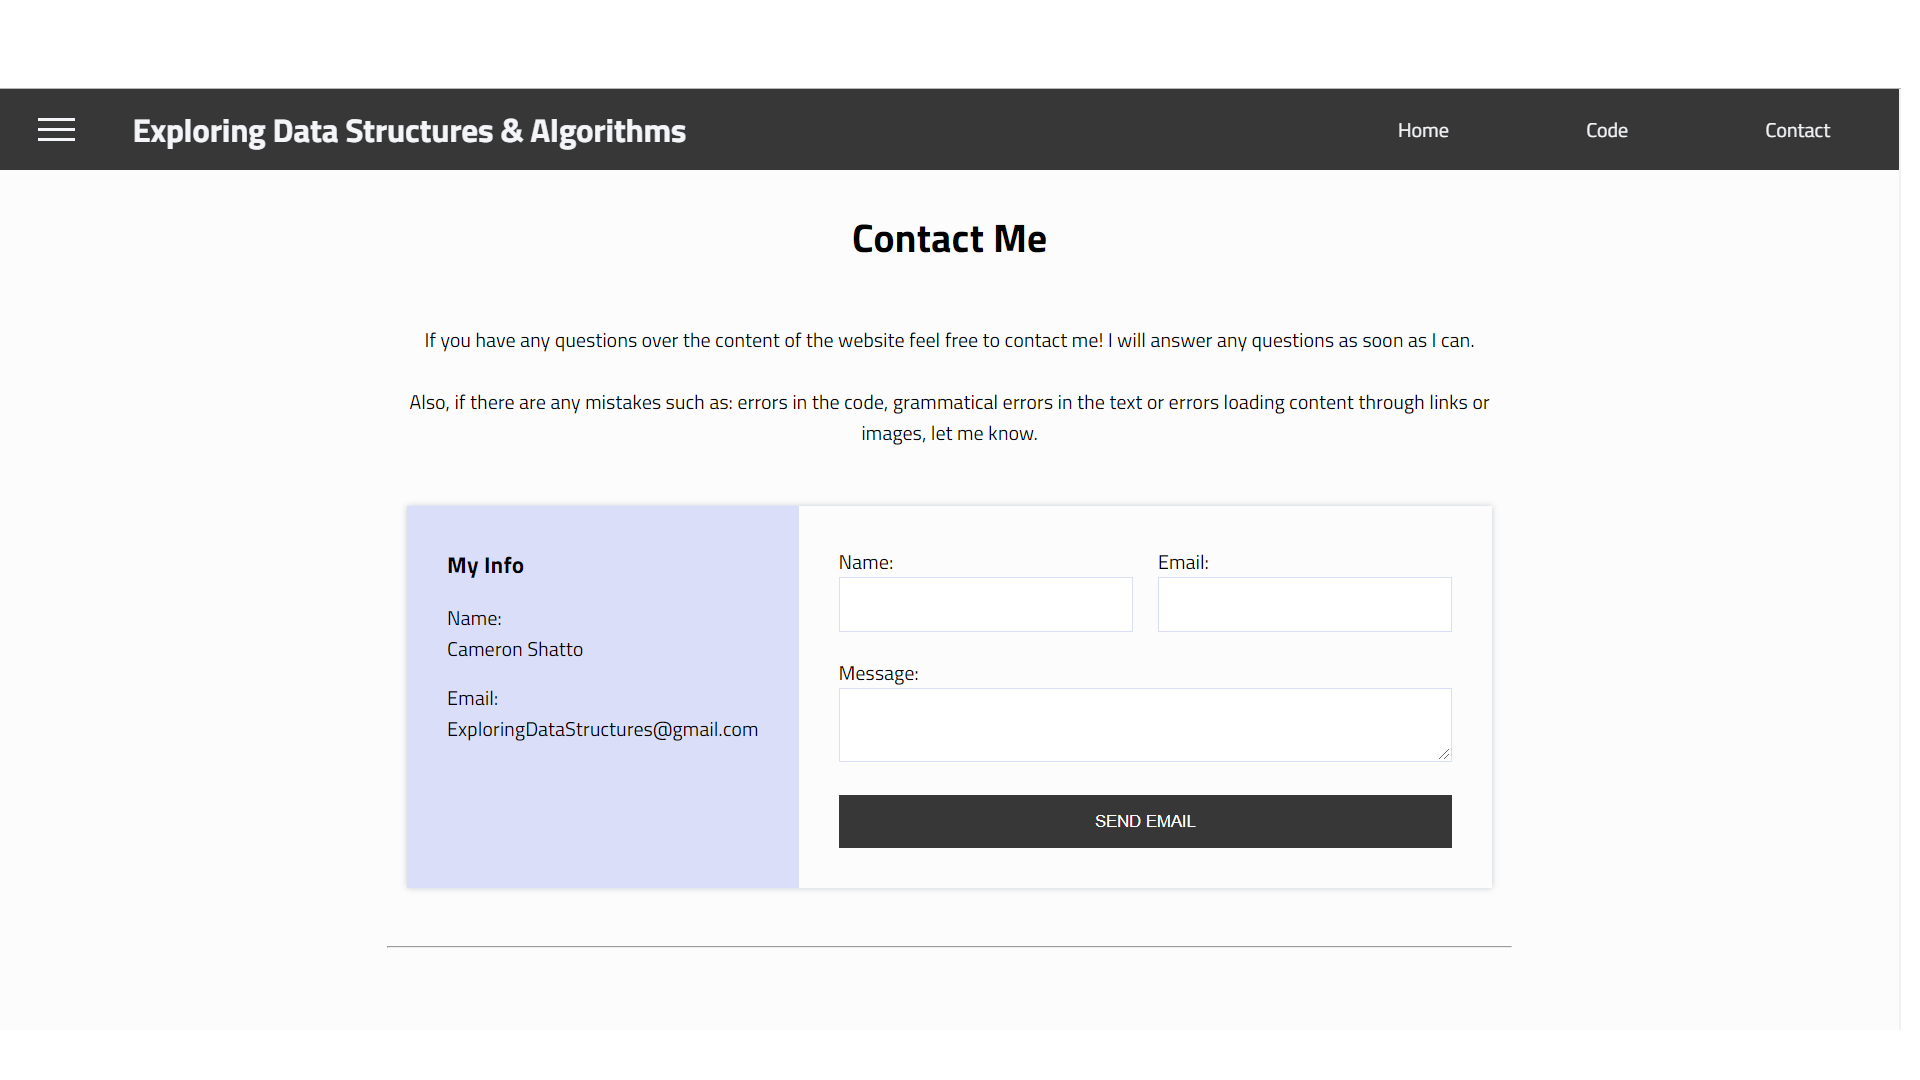 Exploring Data Structures & Algorithms
Home
Code
Contact
Contact Me
If you have any questions over the content of the website feel free to contact me! I will answer any questions as soon as I can.
Also, if there are any mistakes such as: errors in the code, grammatical errors in the text or errors loading content through links or
images, let me know.
My Info
Name:
Cameron Shatto
Email:
ExploringDataStructures@gmail.com
Name:
Email:
Message:
SEND EMAIL